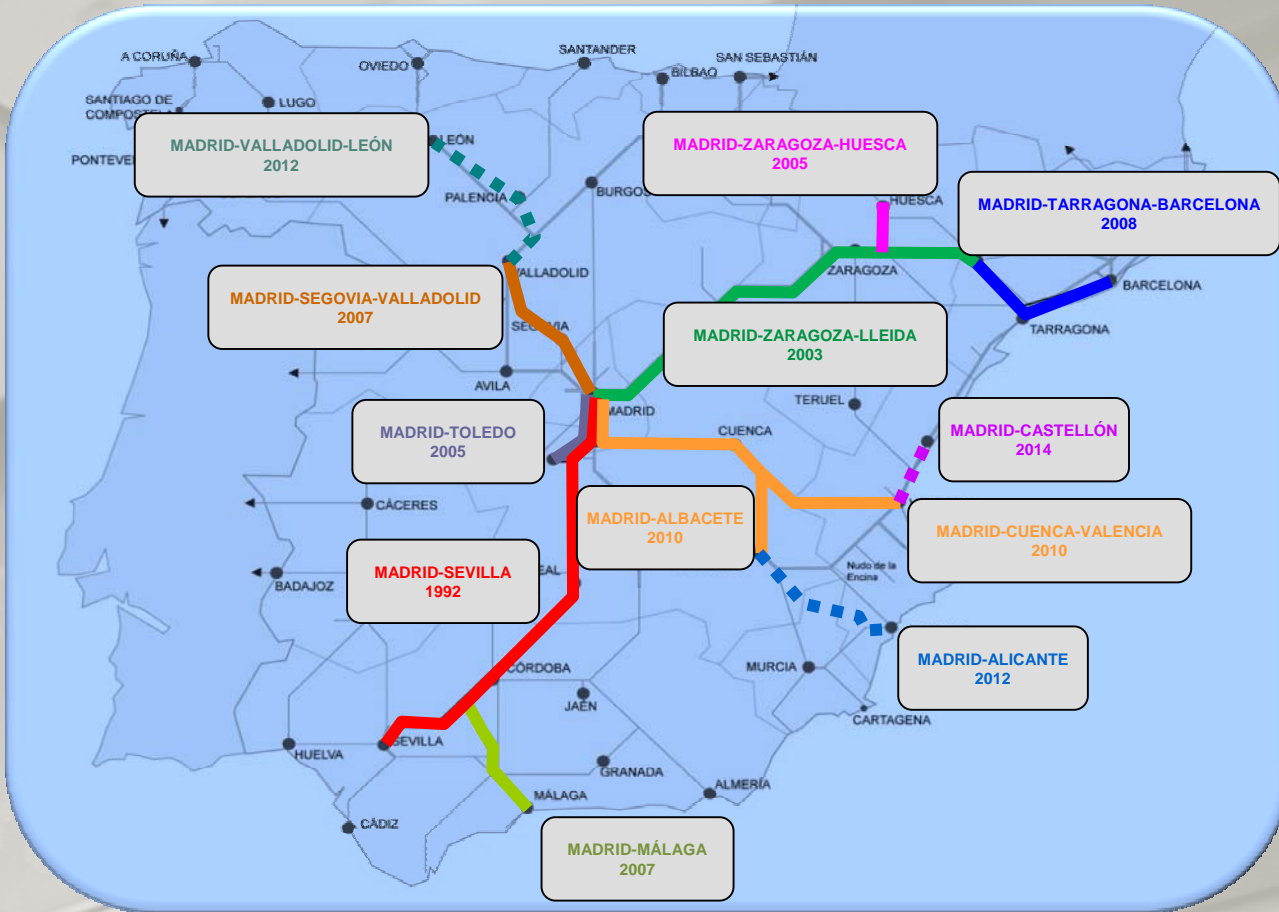 A CORUÑA
OVIEDO
SANTANDER
BILBAO
SAN SEBASTIÁN
SANTIAGO DE
COMPOSTELA
LUGO
MADRID-VALLADOLID-LEÓN
2012
LEÓN
MADRID-ZARAGOZA-HUESCA
2005
PALENCIA
BURGOS
HUESCA
MADRID-TARRAGONA-BARCELONA
2008
VALLADOLID
ZARAGOZA
BARCELONA
MADRID-SEGOVIA-VALLADOLID
2007
SEGOVIA
TARRAGONA
MADRID-ZARAGOZA-LLEIDA
2003
AVILA
MADRID
TERUEL
MADRID-TOLEDO
2005
CUENCA
MADRID-CASTELLÓN
2014
CÁCERES
MADRID-ALBACETE
2010
MADRID-CUENCA-VALENCIA
2010
MADRID-SEVILLA
1992
BADAJOZ
Nudo de la
Encina
MURCIA
MADRID-ALICANTE
2012
CÓRDOBA
JAÉN
CARTAGENA
HUELVA
SEVILLA
GRANADA
ALMERÍA
MÁLAGA
CÁDIZ
MADRID-MÁLAGA
2007